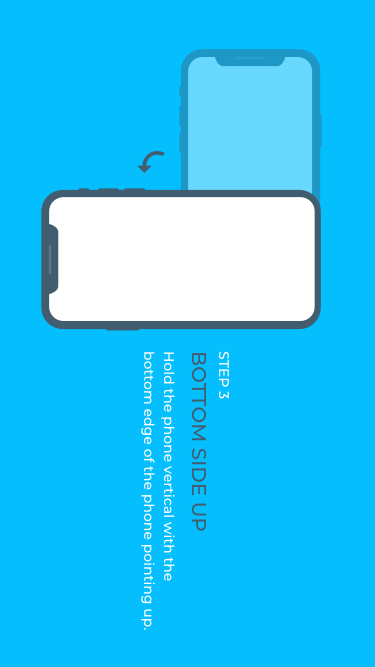 STEP 3
BOTTOM SIDE UP
Hold the phone vertical with the
bottom edge of the phone pointing up.